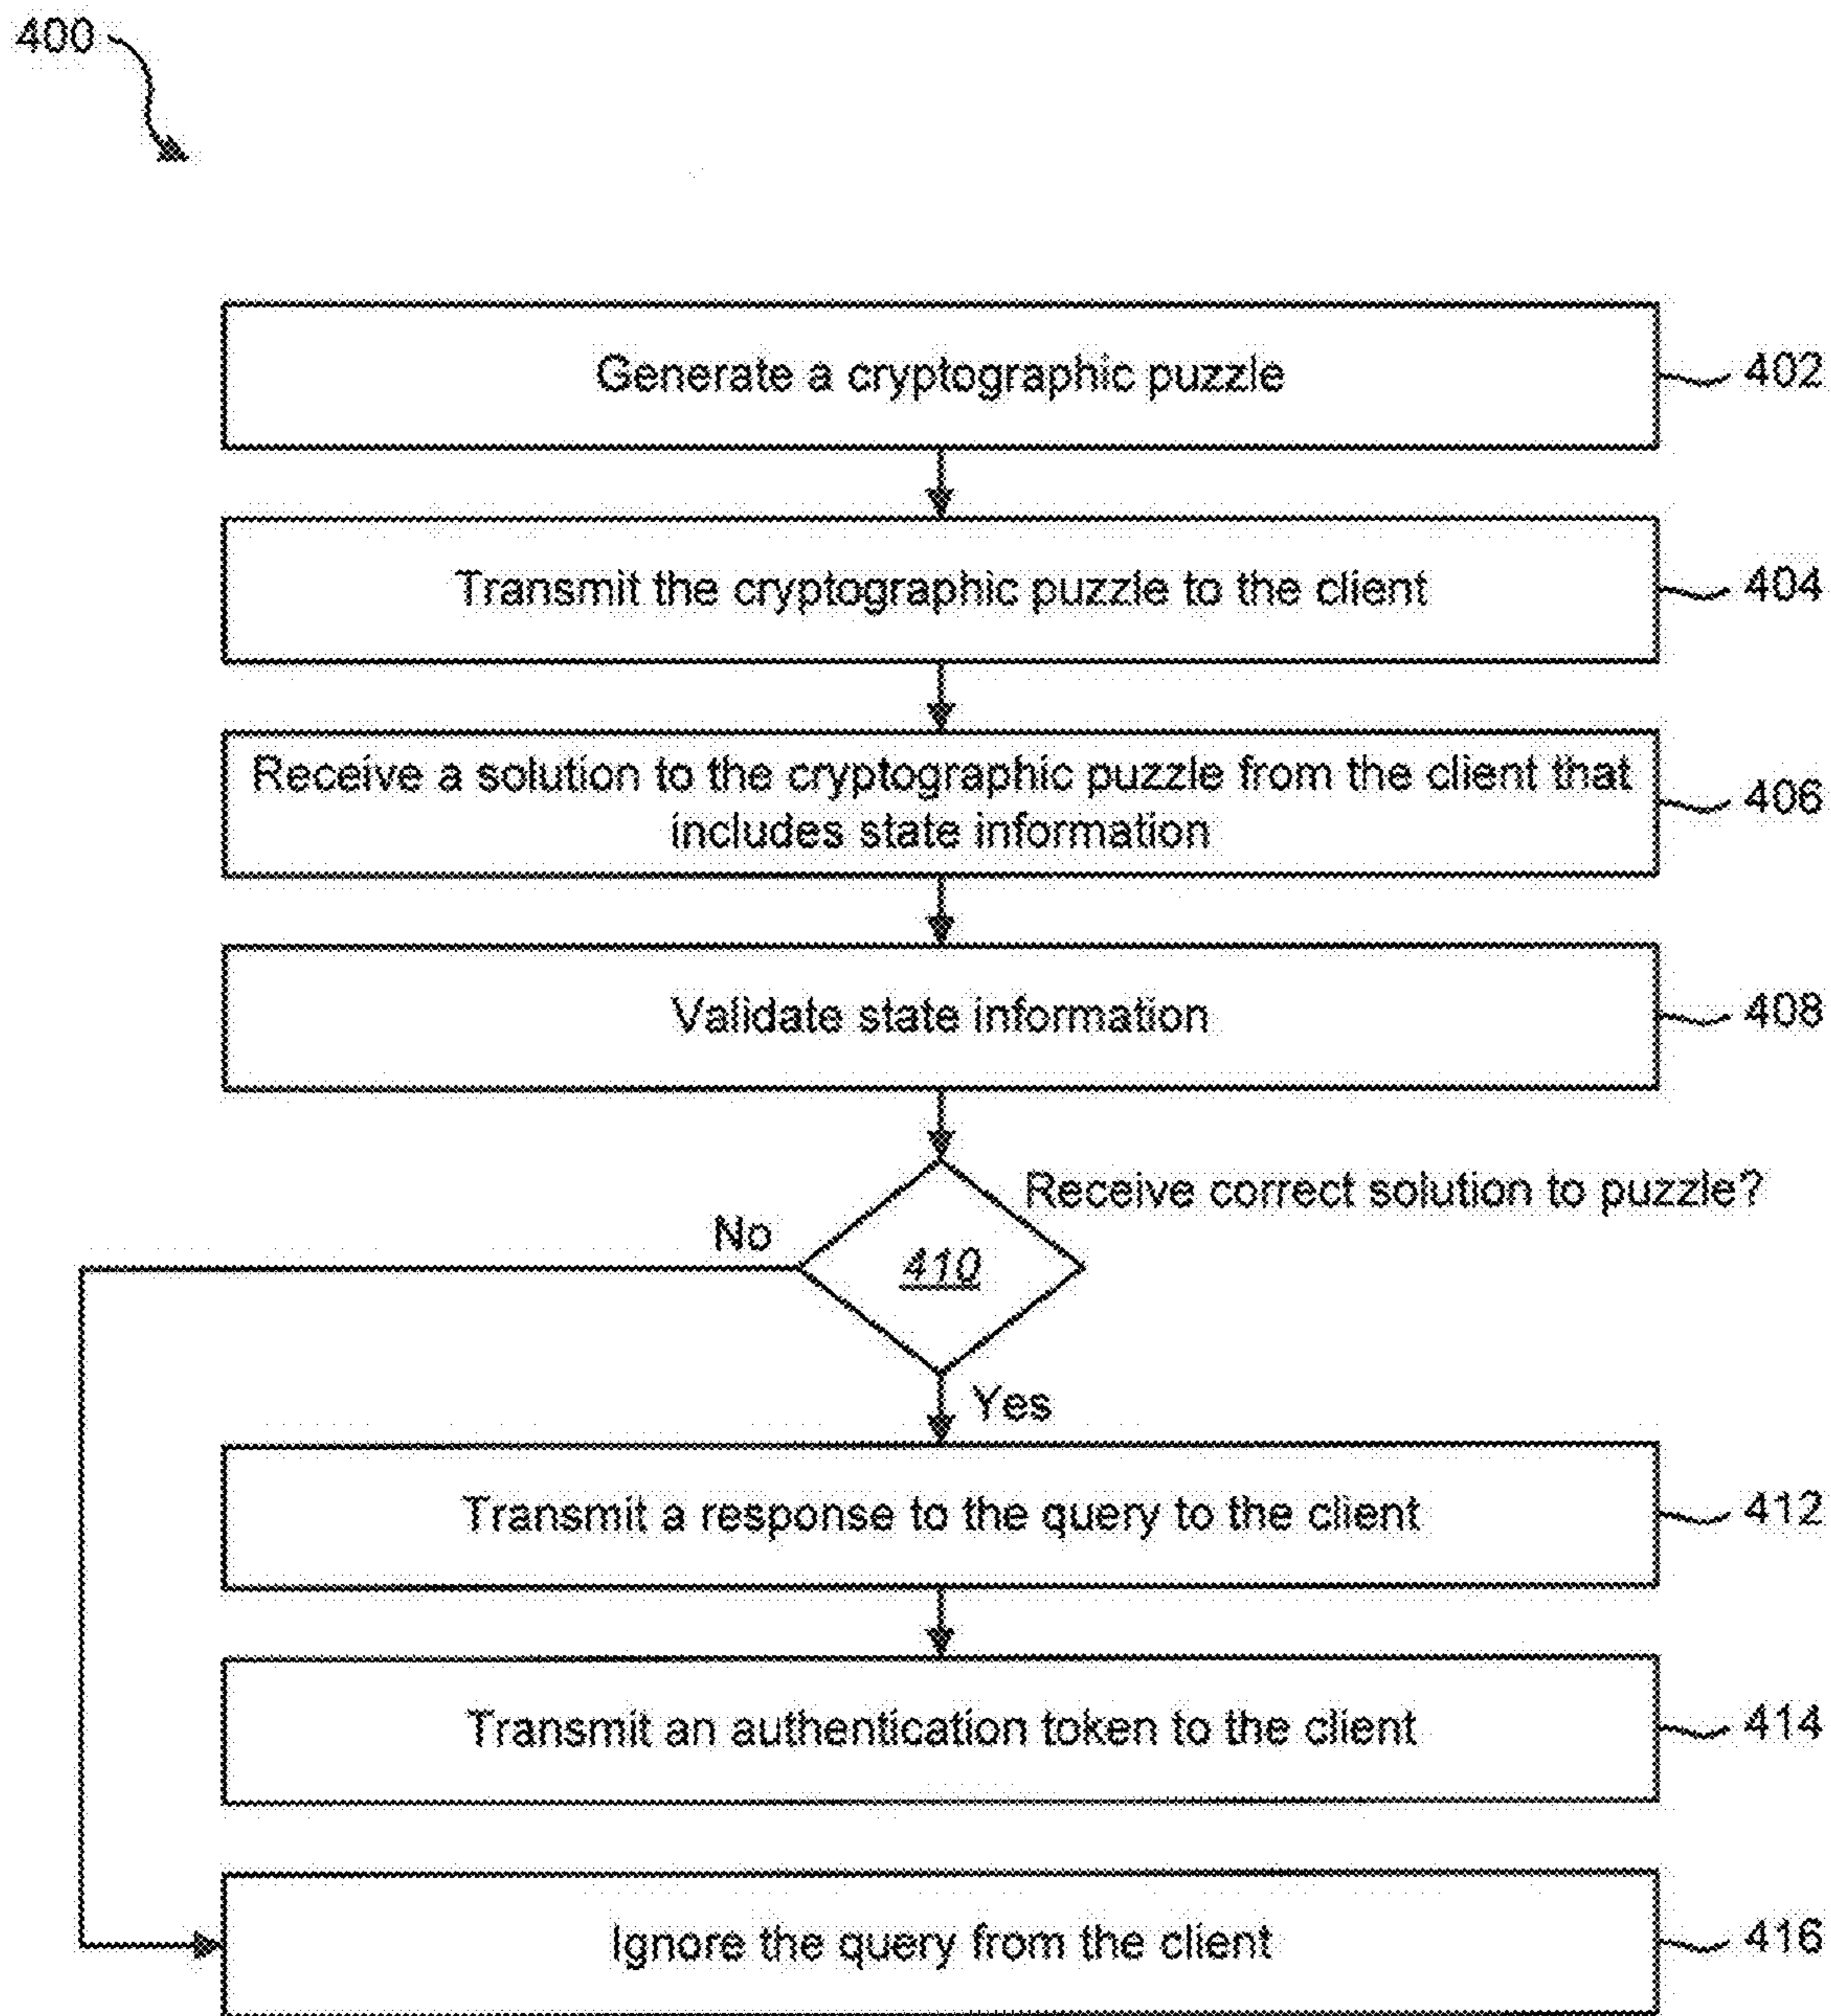 400
Generate a cryptographic puzzle
402
Transmit the cryptographic puzzle to the client
404
Receive a solution to the cryptographic puzzle from the client that
includes state information
406
Validate state information
408
Receive correct solution to puzzle?
No
410
Yes
Transmit a response to the query to the client
412
Transmit an authentication token to the client
414
Ignore the query from the client
416